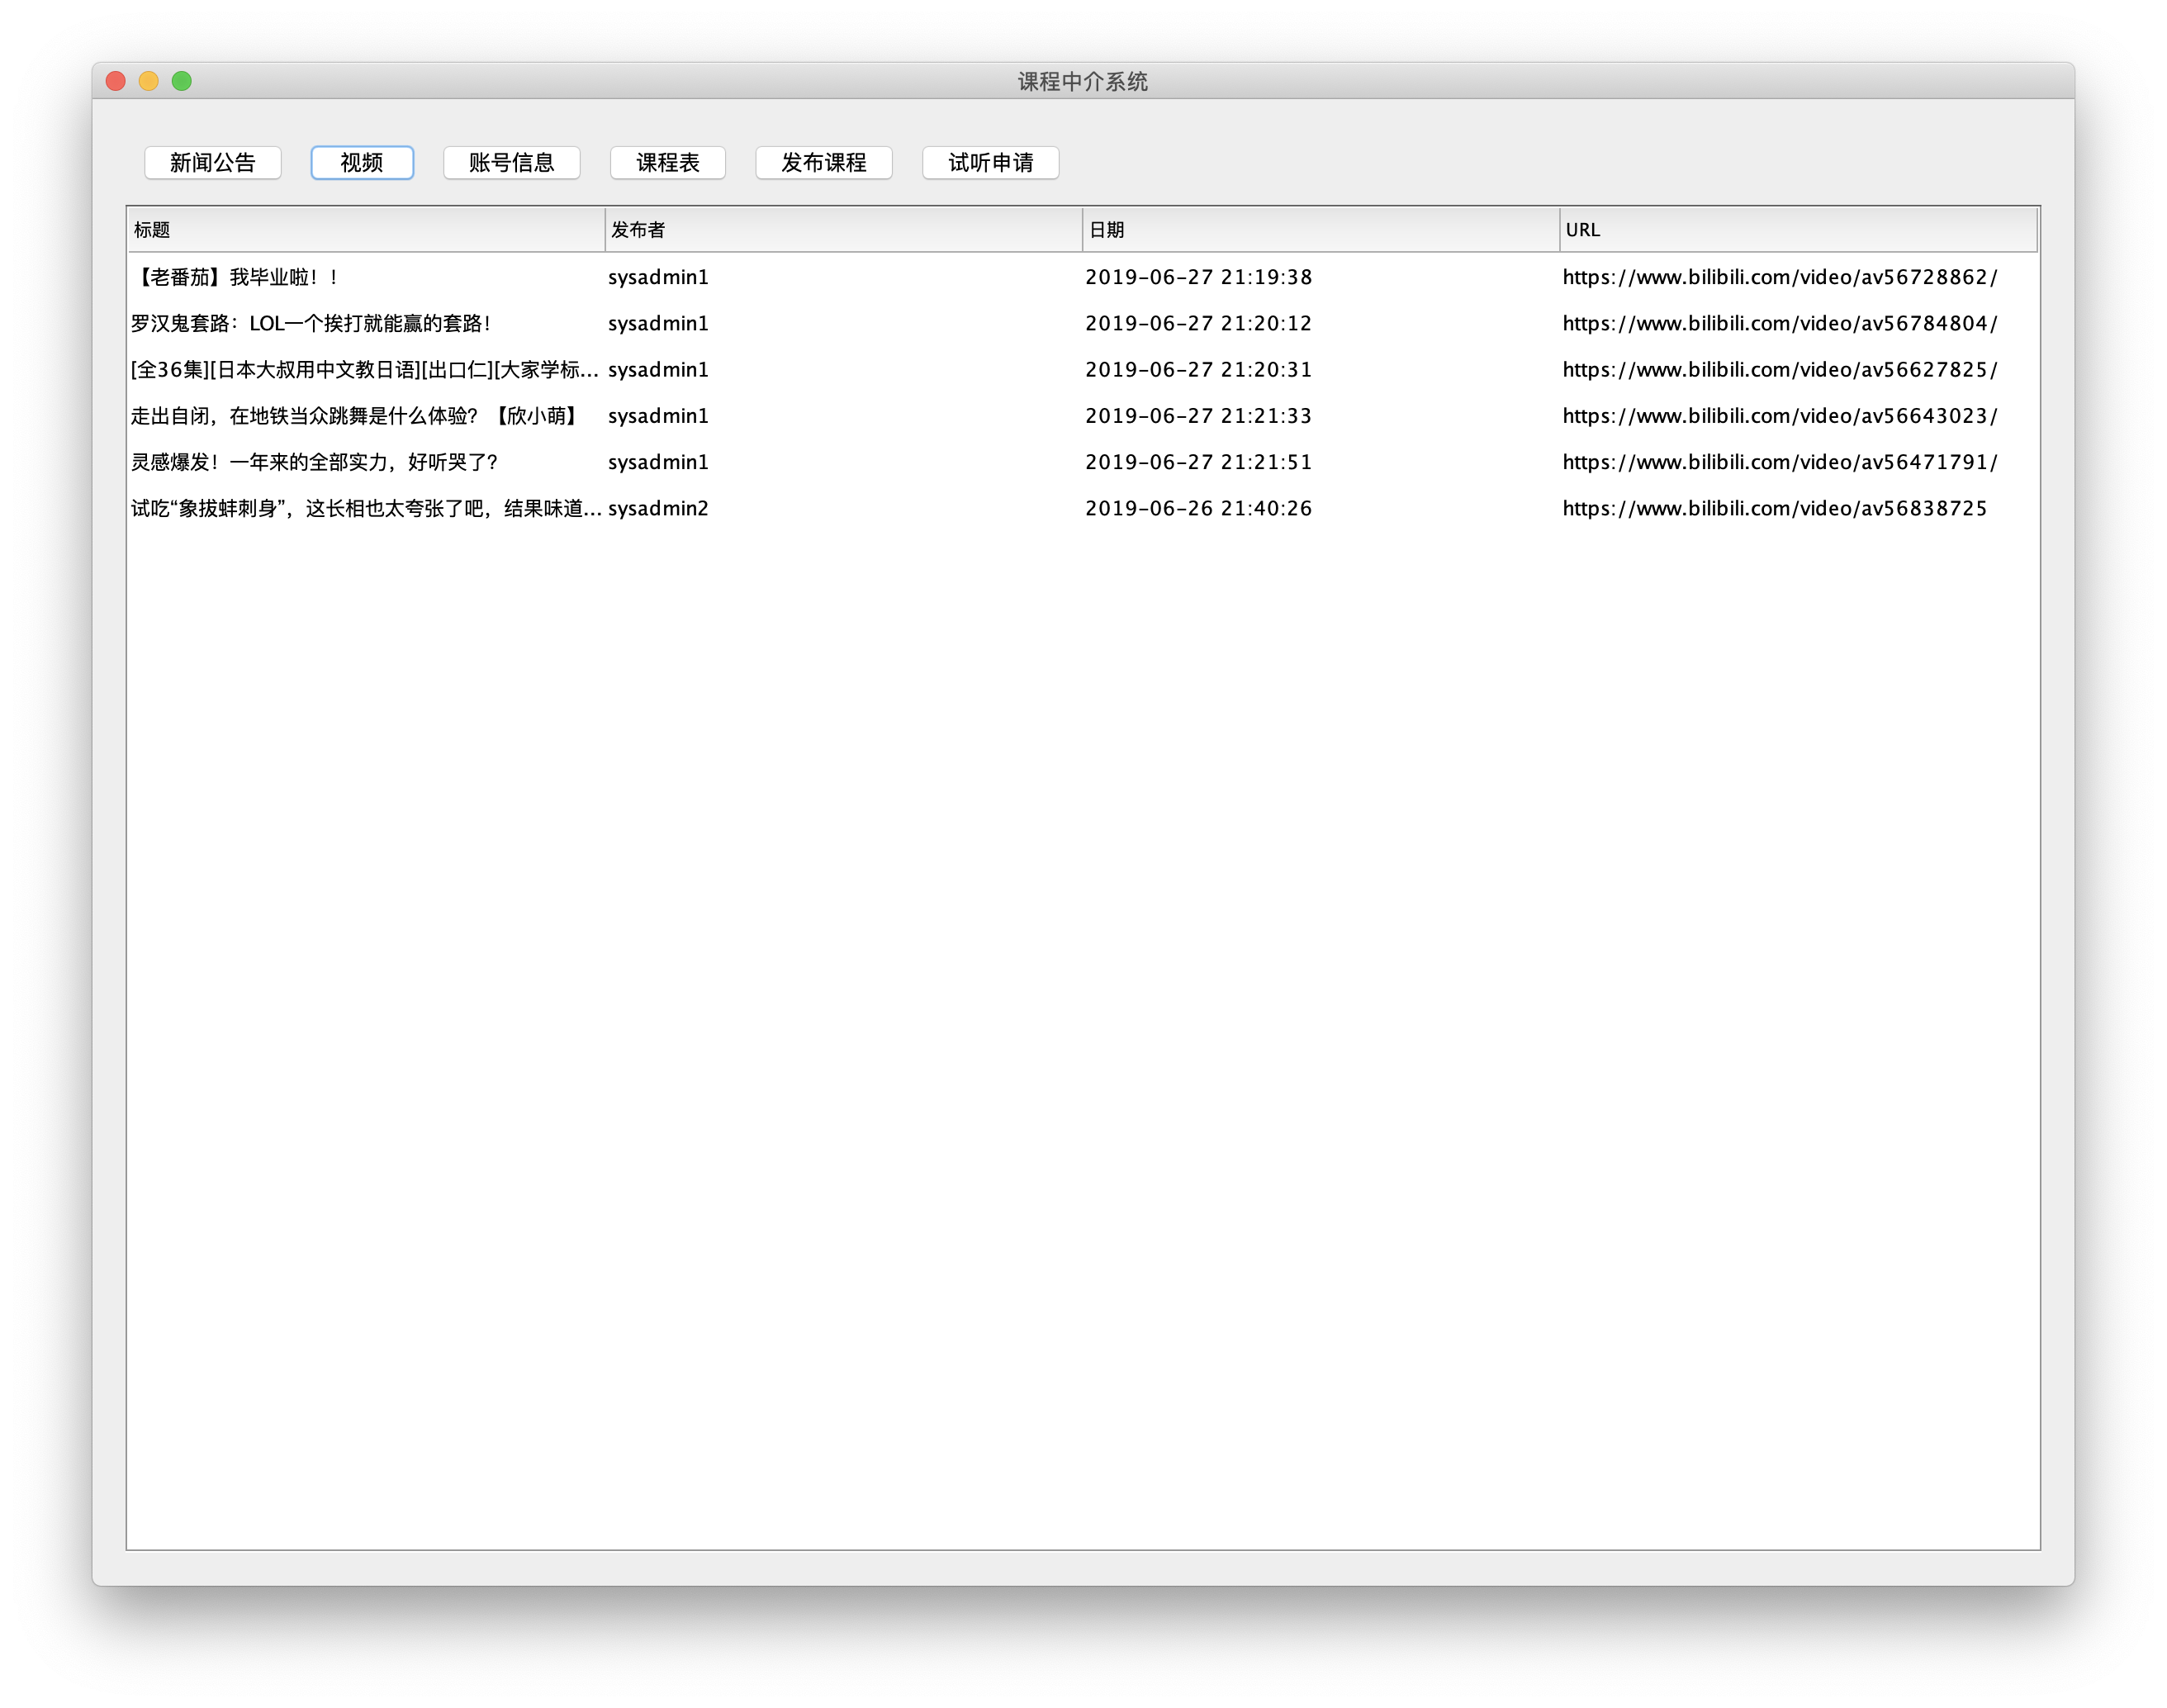 课程中介系统
新闻公告 视频 账号信息 课程表 发布课程 试听申请
标题 发布者 日期 URL
【老番茄】我毕业啦！！ sysadmin1 2019-06-27 21:19:38 https://www.bilibili.com/video/av56728862/
罗汉鬼套路：LOL一个挨打就能赢的套路！ sysadmin1 2019-06-27 21:20:12 https://www.bilibili.com/video/av56784804/
[全36集][日本大叔用中文教日语][出口仁][大家学标... sysadmin1 2019-06-27 21:20:31 https://www.bilibili.com/video/av56627825/
走出自闭，在地铁当众跳舞是什么体验？【欣小萌】 sysadmin1 2019-06-27 21:21:33 https://www.bilibili.com/video/av56643023/
灵感爆发！一年来的全部实力，好听哭了？ sysadmin1 2019-06-27 21:21:51 https://www.bilibili.com/video/av56471791/
试吃“象拔蚌刺身”，这长相也太夸张了吧，结果味道... sysadmin2 2019-06-26 21:40:26 https://www.bilibili.com/video/av56838725